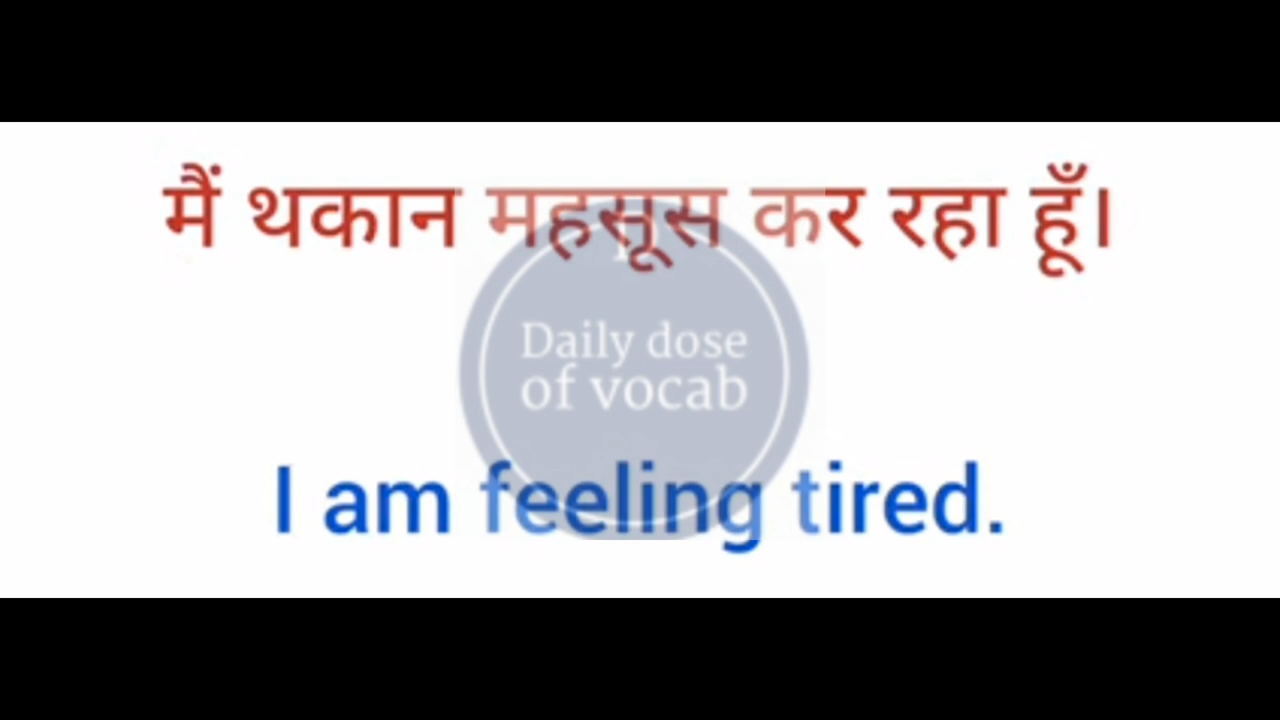 मैं थकान महसूस कर रहा हूँ।
Daily dose
of vocab
I am feeling tired.